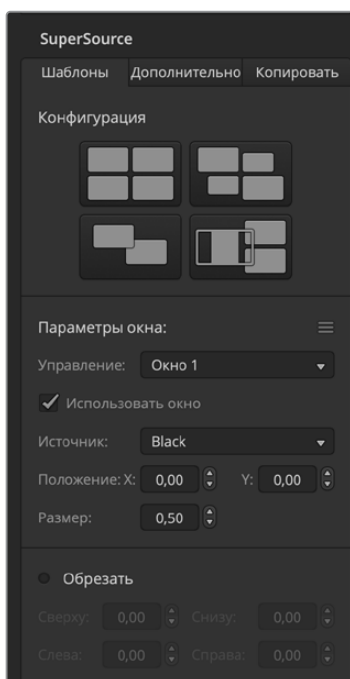 SuperSource
Шаблоны Дополнительно Копировать
Конфигурация
Параметры окна:
Управление: Окно 1
Использовать окно
Источник: Black
Положение: X: 0,00 Y: 0,00
Размер: 0,50
Обрезать
Сверху: 0,00 Снизу: 0,00
Слева: 0,00 Справа: 0,00